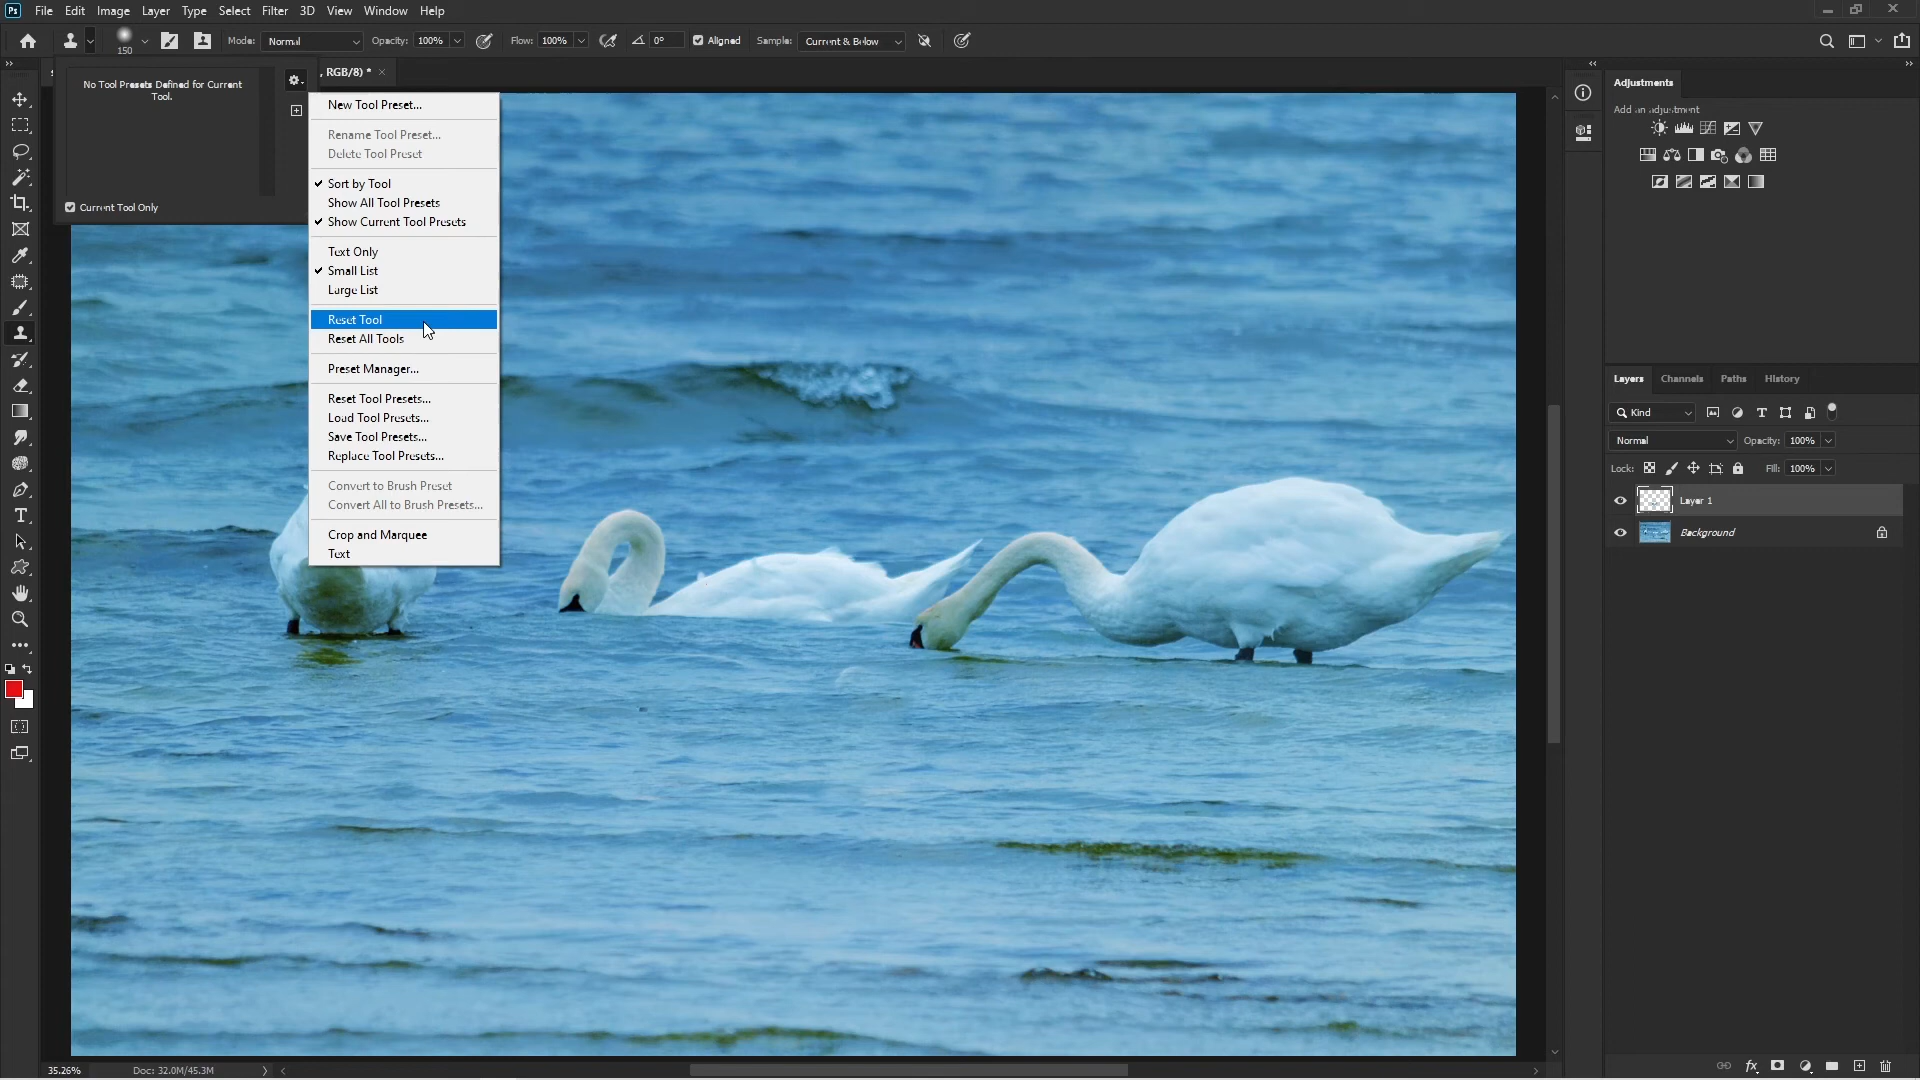 Ps File Edit Image Layer Type Select Filter 3D View Window Help
150 Mode: Normal Opacity: 100% Flow: 100% 0° Aligned Sample: Current & Below
, RGB/8) * ×
No Tool Presets Defined for Current
Tool.
Current Tool Only
New Tool Preset...
Rename Tool Preset...
Delete Tool Preset
Sort by Tool
Show All Tool Presets
Show Current Tool Presets
Text Only
Small List
Large List
Reset Tool
Reset All Tools
Preset Manager...
Reset Tool Presets...
Load Tool Presets...
Save Tool Presets...
Replace Tool Presets...
Convert to Brush Preset
Convert All to Brush Presets...
Crop and Marquee
Text
Adjustments
Add an adjustment
Layers Channels Paths History
Kind
Normal Opacity: 100%
Lock: Fill: 100%
Layer 1
Background
35.26% Doc: 32.0M/45.3M